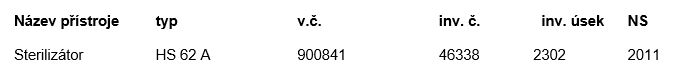 Název přístroje typ v.č. inv. č. inv. úsek NS
Sterilizátor HS 62 A 900841 46338 2302 2011